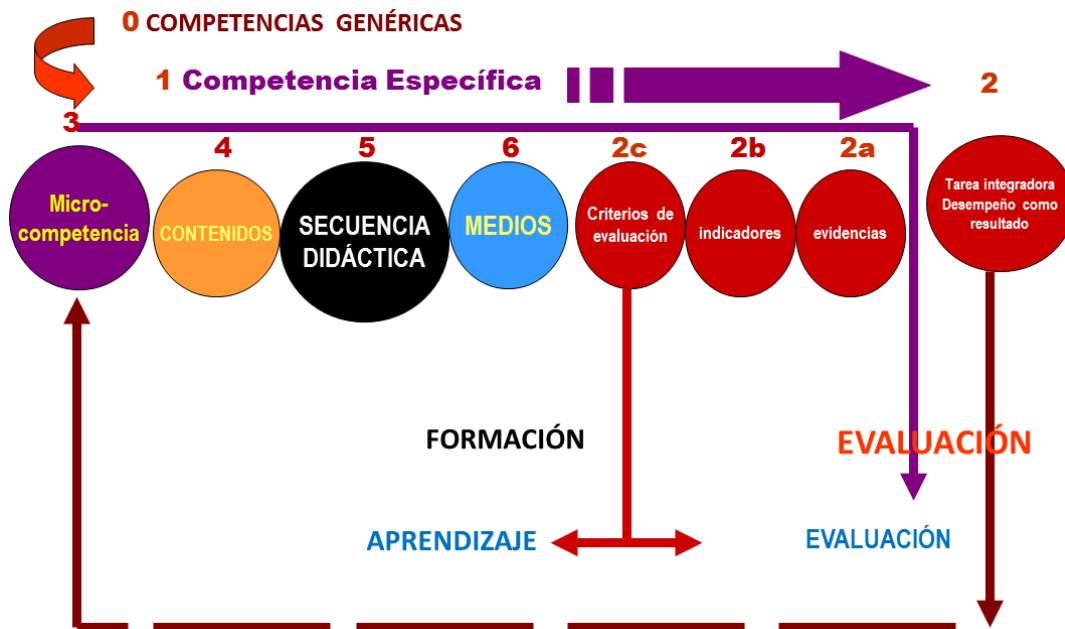 0 COMPETENCIAS GENÉRICAS
1 Competencia Específica
2
3
4
5
6
2c
2b
2a
Micro-
competencia
CONTENIDOS
SECUENCIA
DIDÁCTICA
MEDIOS
Criterios de
evaluación
indicadores
evidencias
Tarea integradora
Desempeño como
resultado
FORMACIÓN
EVALUACIÓN
APRENDIZAJE
EVALUACIÓN